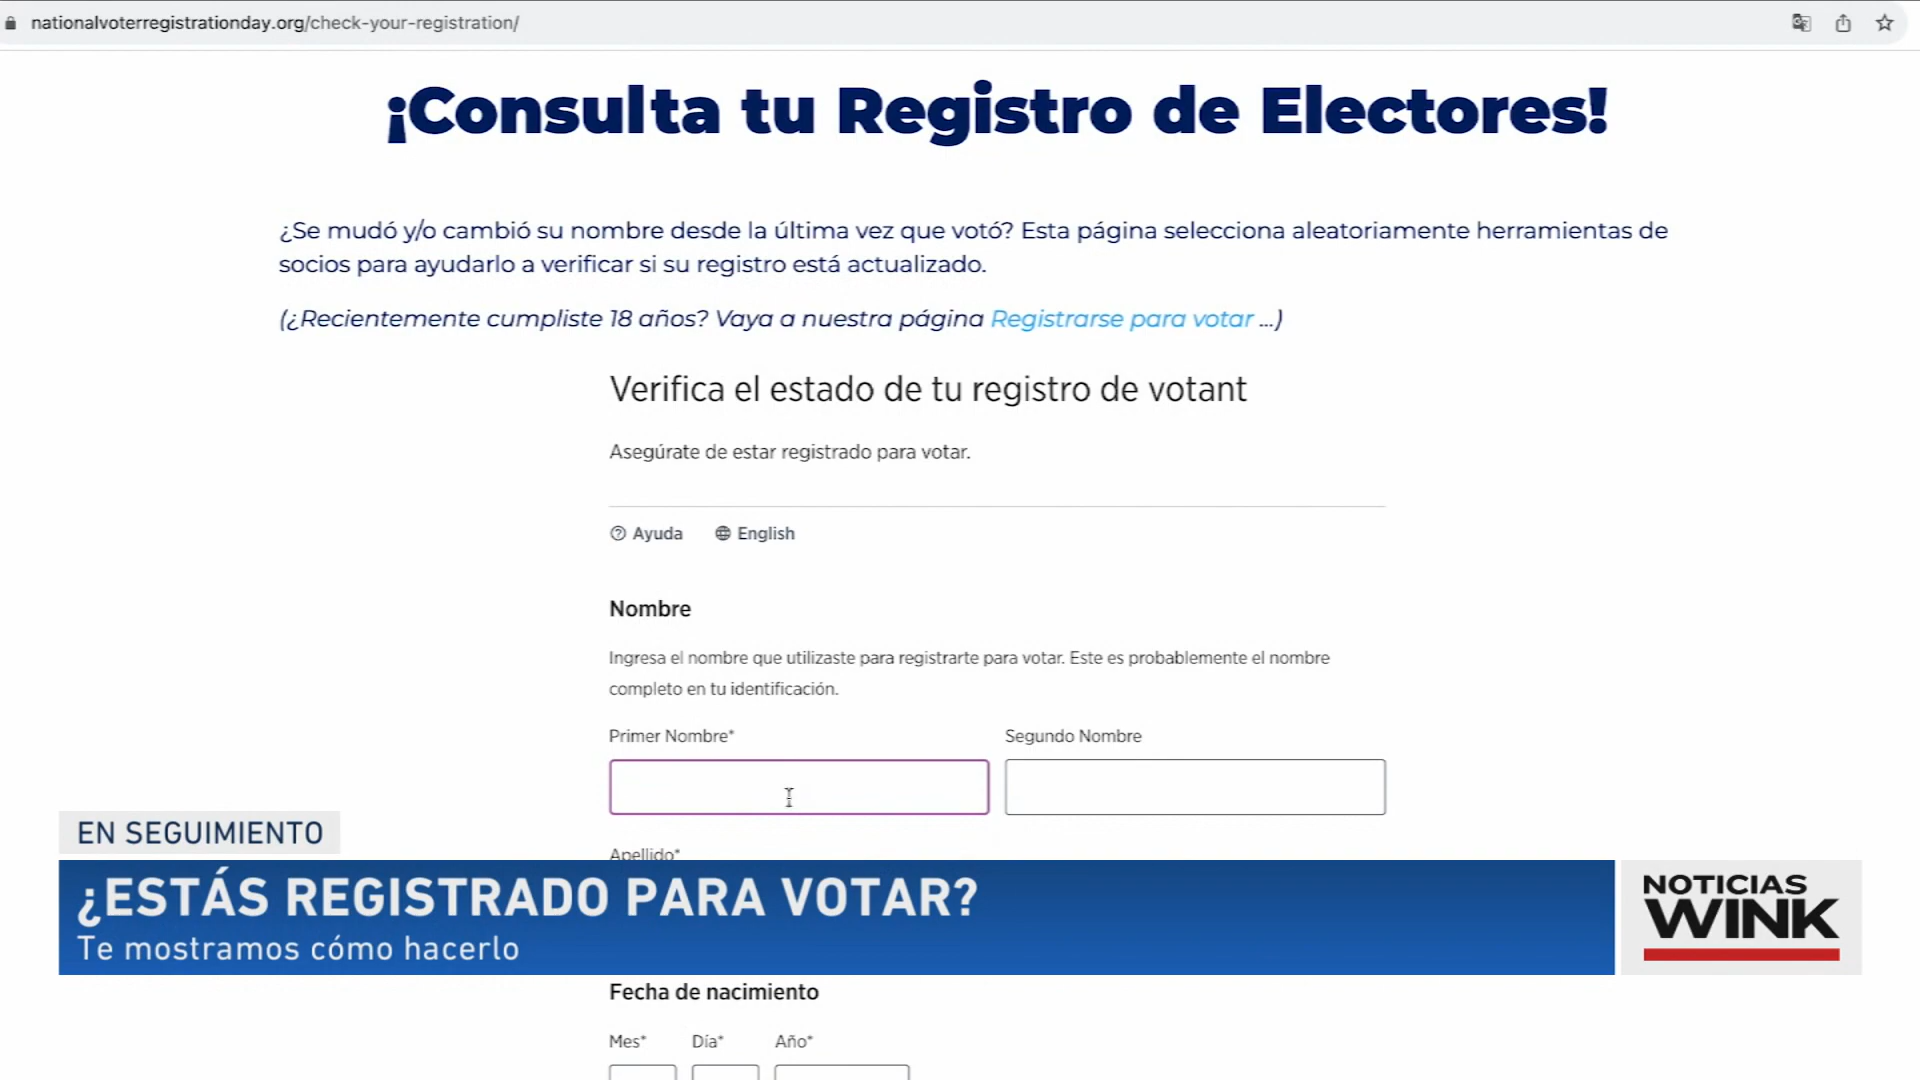 nationalvoterregistrationday.org/check-your-registration/
¡Consulta tu Registro de Electores!
¿Se mudó y/o cambió su nombre desde la última vez que votó? Esta página selecciona aleatoriamente herramientas de
socios para ayudarlo a verificar si su registro está actualizado.
(¿Recientemente cumpliste 18 años? Vaya a nuestra página Registrarse para votar ...)
Verifica el estado de tu registro de votant
Asegúrate de estar registrado para votar.
Ayuda English
Nombre
Ingresa el nombre que utilizaste para registrarte para votar. Este es probablemente el nombre
completo en tu identificación.
Primer Nombre* Segundo Nombre
Apellido*
EN SEGUIMIENTO
¿ESTÁS REGISTRADO PARA VOTAR?
Te mostramos cómo hacerlo
NOTICIAS
WINK
Fecha de nacimiento
Mes* Día* Año*